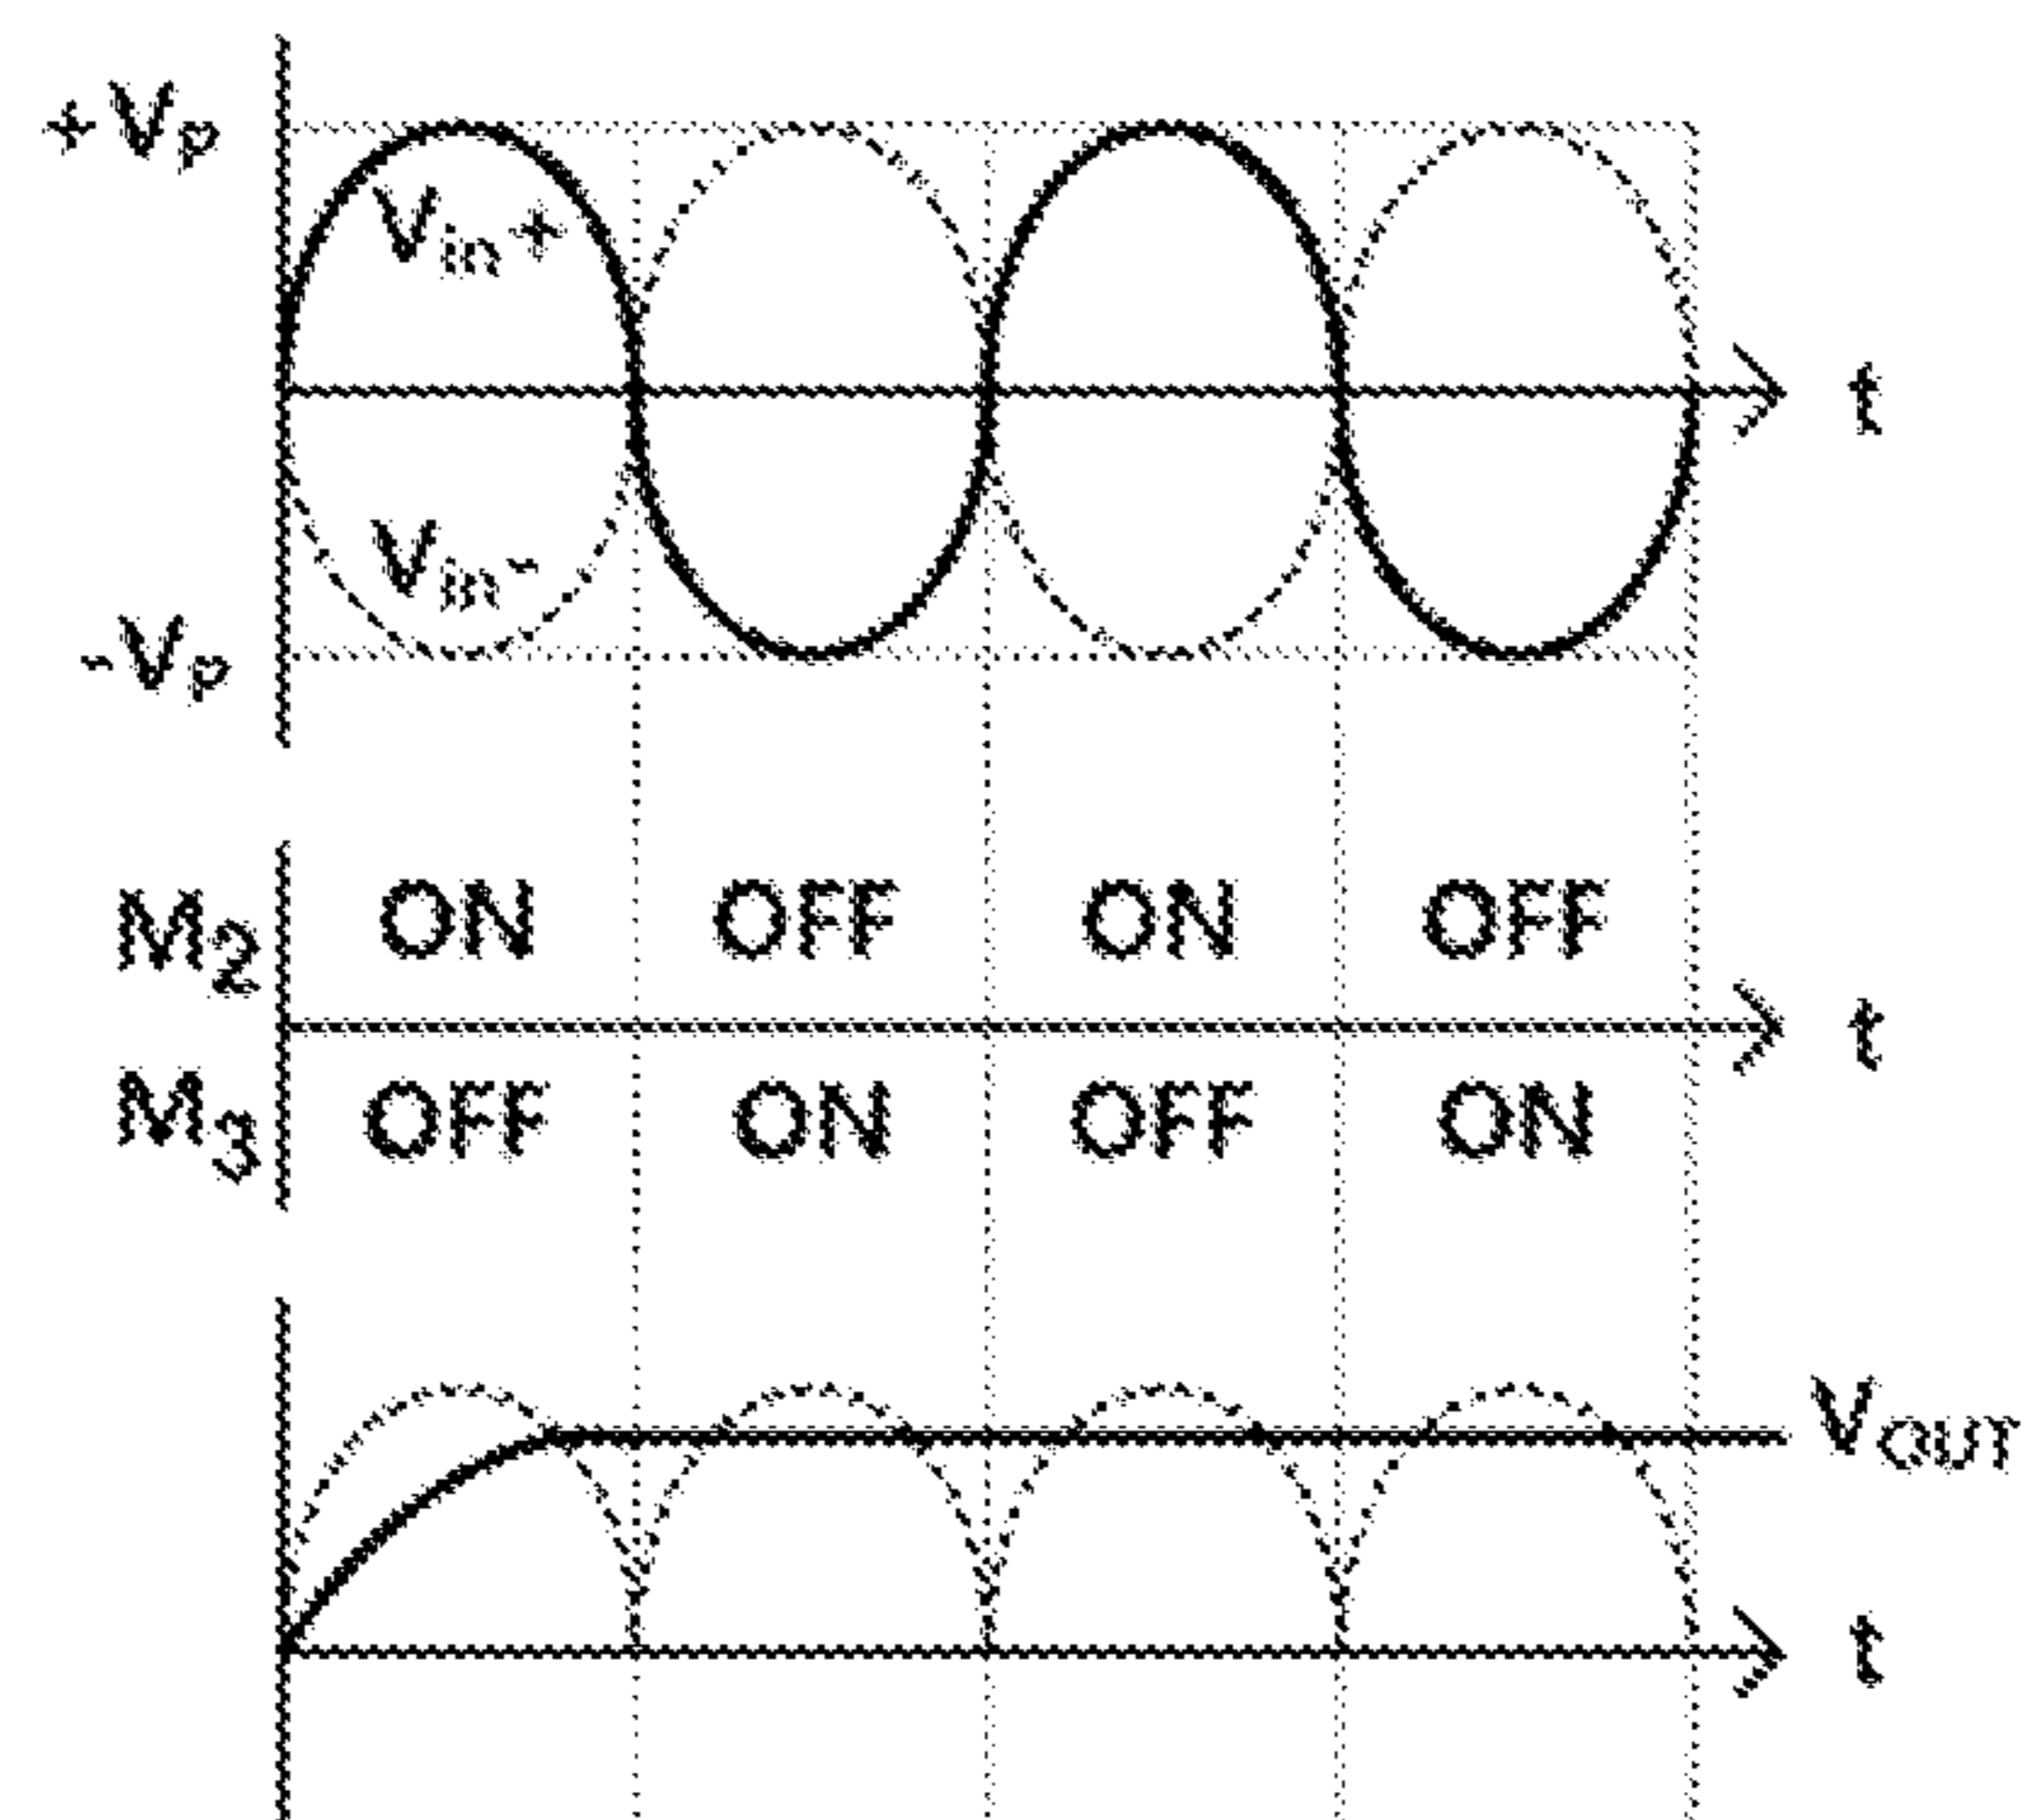 +Vp
Vin+
t
Vin-
-Vp
M2 ON OFF ON OFF
t
M3 OFF ON OFF ON
VOUT
t